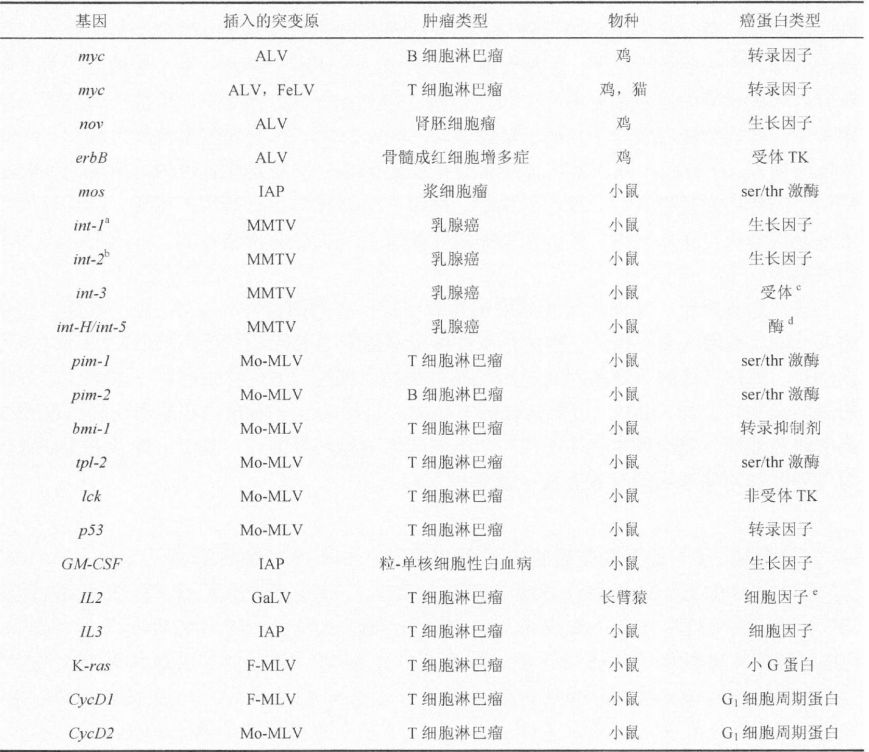 基因 插入的突变原 肿瘤类型 物种 癌蛋白类型
myc ALV B 细胞淋巴瘤 鸡 转录因子
myc ALV，FeLV T 细胞淋巴瘤 鸡，猫 转录因子
nov ALV 肾胚细胞瘤 鸡 生长因子
erbB ALV 骨髓成红细胞增多症 鸡 受体 TK
mos IAP 浆细胞瘤 小鼠 ser/thr 激酶
int-1ᵃ MMTV 乳腺癌 小鼠 生长因子
int-2ᵇ MMTV 乳腺癌 小鼠 生长因子
int-3 MMTV 乳腺癌 小鼠 受体 ᶜ
int-H/int-5 MMTV 乳腺癌 小鼠 酶 ᵈ
pim-1 Mo-MLV T 细胞淋巴瘤 小鼠 ser/thr 激酶
pim-2 Mo-MLV B 细胞淋巴瘤 小鼠 ser/thr 激酶
bmi-1 Mo-MLV T 细胞淋巴瘤 小鼠 转录抑制剂
tpl-2 Mo-MLV T 细胞淋巴瘤 小鼠 ser/thr 激酶
lck Mo-MLV T 细胞淋巴瘤 小鼠 非受体 TK
p53 Mo-MLV T 细胞淋巴瘤 小鼠 转录因子
GM-CSF IAP 粒-单核细胞性白血病 小鼠 生长因子
IL2 GaLV T 细胞淋巴瘤 长臂猿 细胞因子 ᵉ
IL3 IAP T 细胞淋巴瘤 小鼠 细胞因子
K-ras F-MLV T 细胞淋巴瘤 小鼠 小 G 蛋白
CycD1 F-MLV T 细胞淋巴瘤 小鼠 G₁ 细胞周期蛋白
CycD2 Mo-MLV T 细胞淋巴瘤 小鼠 G₁ 细胞周期蛋白